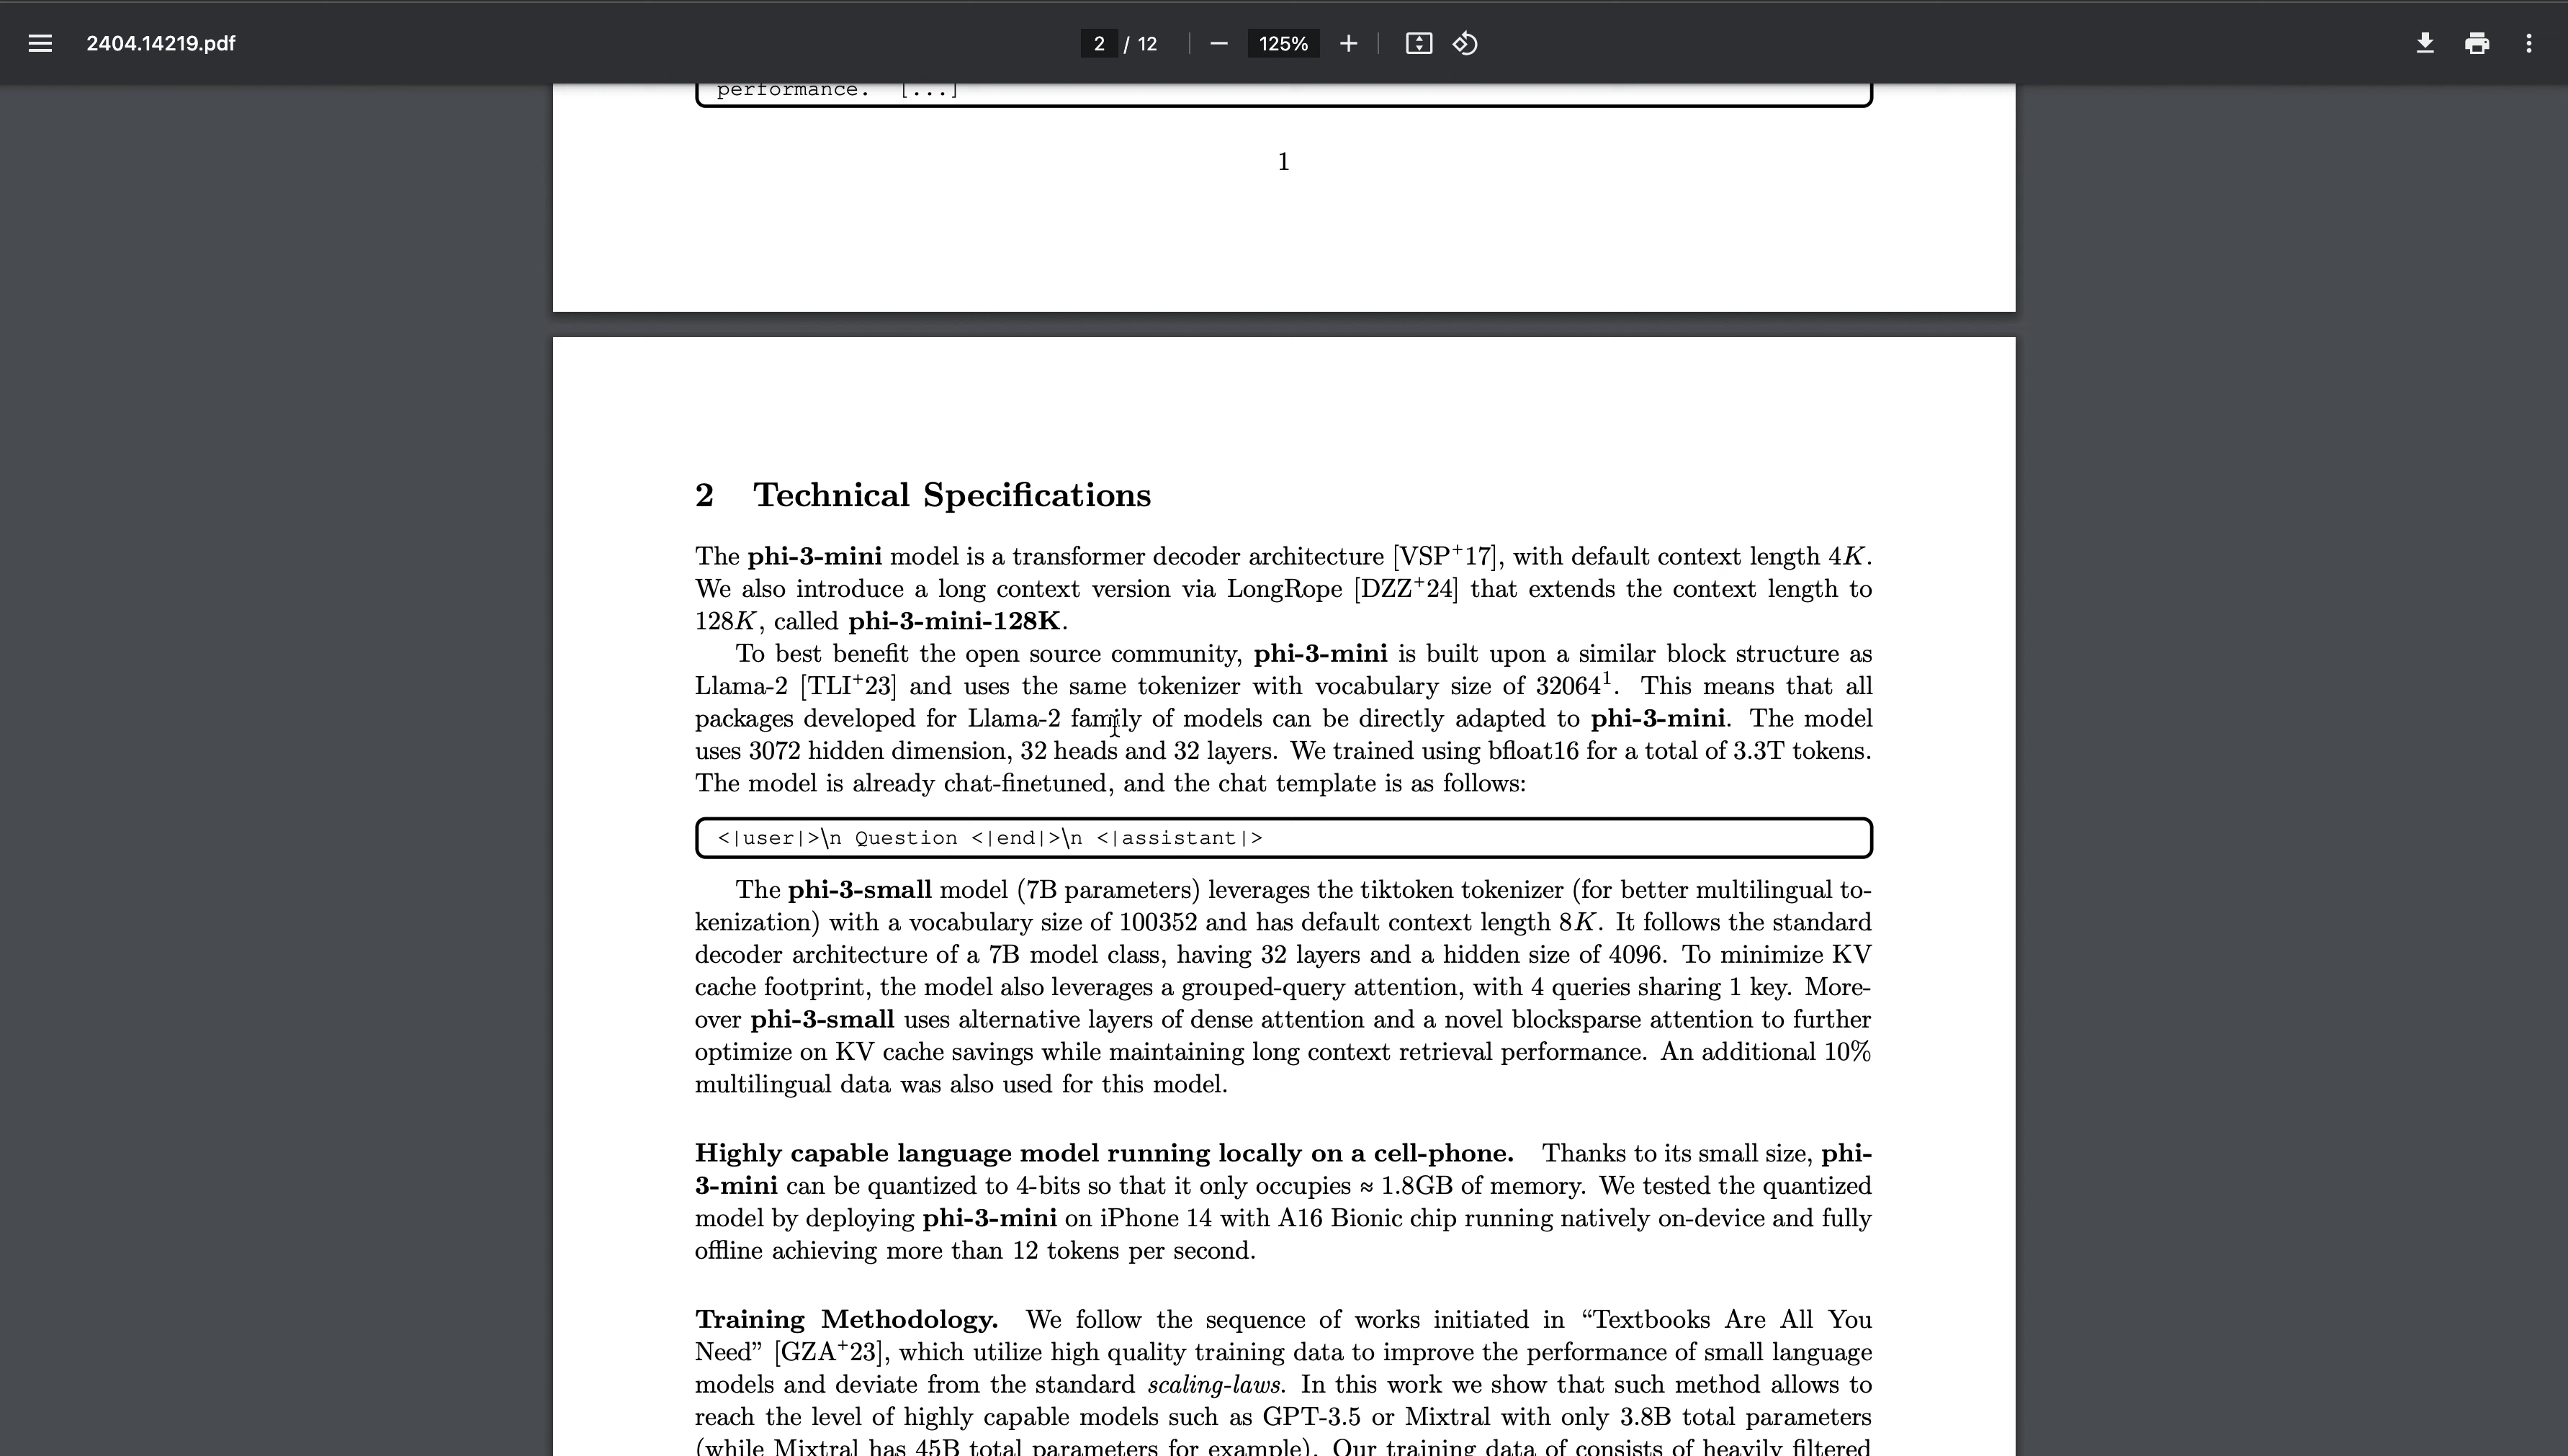 2404.14219.pdf
2 / 12
125%
performance. [...]
1
2 Technical Specifications
The phi-3-mini model is a transformer decoder architecture [VSP+17], with default context length 4K.
We also introduce a long context version via LongRope [DZZ+24] that extends the context length to
128K, called phi-3-mini-128K.
To best benefit the open source community, phi-3-mini is built upon a similar block structure as
Llama-2 [TLI+23] and uses the same tokenizer with vocabulary size of 320641. This means that all
packages developed for Llama-2 family of models can be directly adapted to phi-3-mini. The model
uses 3072 hidden dimension, 32 heads and 32 layers. We trained using bfloat16 for a total of 3.3T tokens.
The model is already chat-finetuned, and the chat template is as follows:
<|user|>\n Question <|end|>\n <|assistant|>
The phi-3-small model (7B parameters) leverages the tiktoken tokenizer (for better multilingual to-
kenization) with a vocabulary size of 100352 and has default context length 8K. It follows the standard
decoder architecture of a 7B model class, having 32 layers and a hidden size of 4096. To minimize KV
cache footprint, the model also leverages a grouped-query attention, with 4 queries sharing 1 key. More-
over phi-3-small uses alternative layers of dense attention and a novel blocksparse attention to further
optimize on KV cache savings while maintaining long context retrieval performance. An additional 10%
multilingual data was also used for this model.
Highly capable language model running locally on a cell-phone. Thanks to its small size, phi-
3-mini can be quantized to 4-bits so that it only occupies ≈ 1.8GB of memory. We tested the quantized
model by deploying phi-3-mini on iPhone 14 with A16 Bionic chip running natively on-device and fully
offline achieving more than 12 tokens per second.
Training Methodology. We follow the sequence of works initiated in “Textbooks Are All You
Need” [GZA+23], which utilize high quality training data to improve the performance of small language
models and deviate from the standard scaling-laws. In this work we show that such method allows to
reach the level of highly capable models such as GPT-3.5 or Mixtral with only 3.8B total parameters
(while Mixtral has 45B total parameters for example). Our training data of consists of heavily filtered